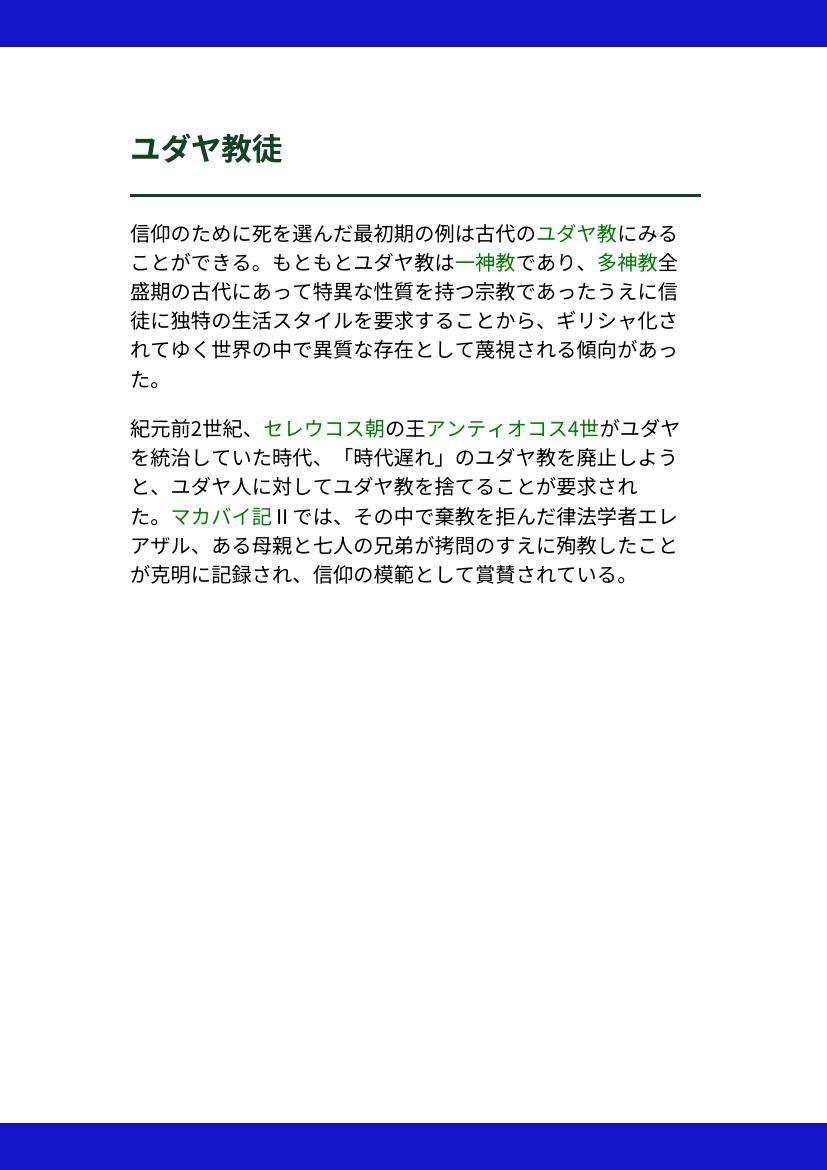 ユダヤ教徒
信仰のために死を選んだ最初期の例は古代のユダヤ教にみる
ことができる。もともとユダヤ教は一神教であり、多神教全
盛期の古代にあって特異な性質を持つ宗教であったうえに信
徒に独特の生活スタイルを要求することから、ギリシャ化さ
れてゆく世界の中で異質な存在として蔑視される傾向があっ
た。
紀元前2世紀、セレウコス朝の王アンティオコス4世がユダヤ
を統治していた時代、「時代遅れ」のユダヤ教を廃止しよう
と、ユダヤ人に対してユダヤ教を捨てることが要求され
た。マカバイ記Ⅱでは、その中で棄教を拒んだ律法学者エレ
アザル、ある母親と七人の兄弟が拷問のすえに殉教したこと
が克明に記録され、信仰の模範として賞賛されている。